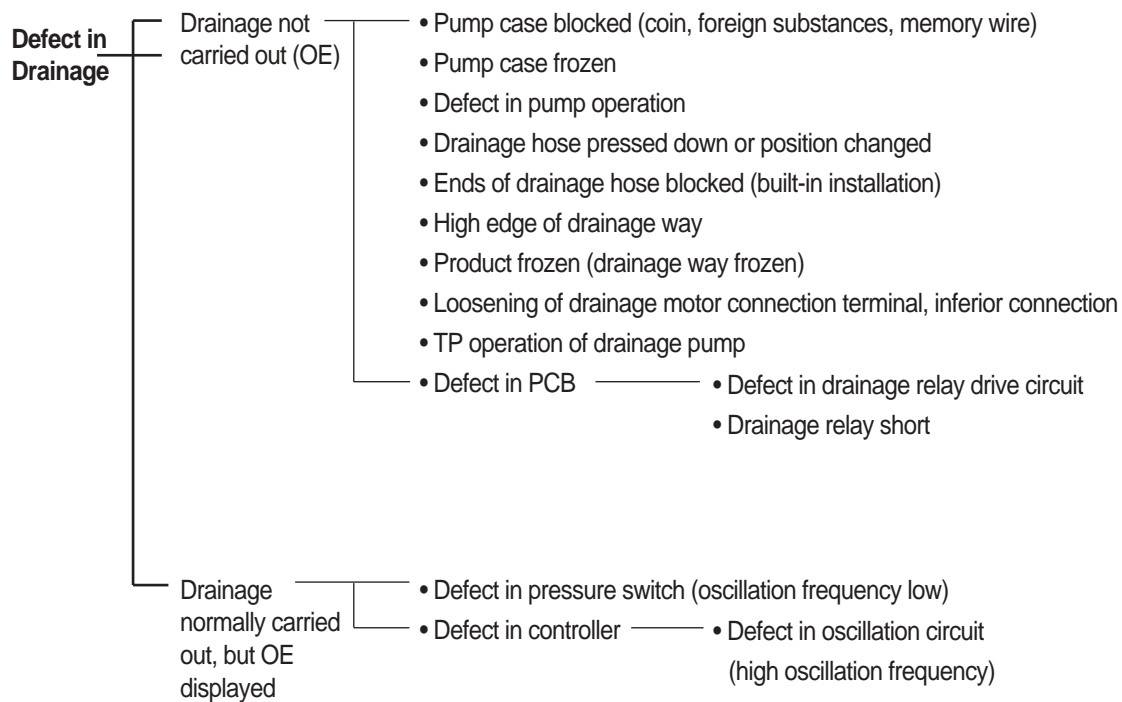 Defect in
Drainage
Drainage not
carried out (OE)
• Pump case blocked (coin, foreign substances, memory wire)
• Pump case frozen
• Defect in pump operation
• Drainage hose pressed down or position changed
• Ends of drainage hose blocked (built-in installation)
• High edge of drainage way
• Product frozen (drainage way frozen)
• Loosening of drainage motor connection terminal, inferior connection
• TP operation of drainage pump
• Defect in PCB
• Defect in drainage relay drive circuit
• Drainage relay short
Drainage
normally carried
out, but OE
displayed
• Defect in pressure switch (oscillation frequency low)
• Defect in controller
• Defect in oscillation circuit
(high oscillation frequency)